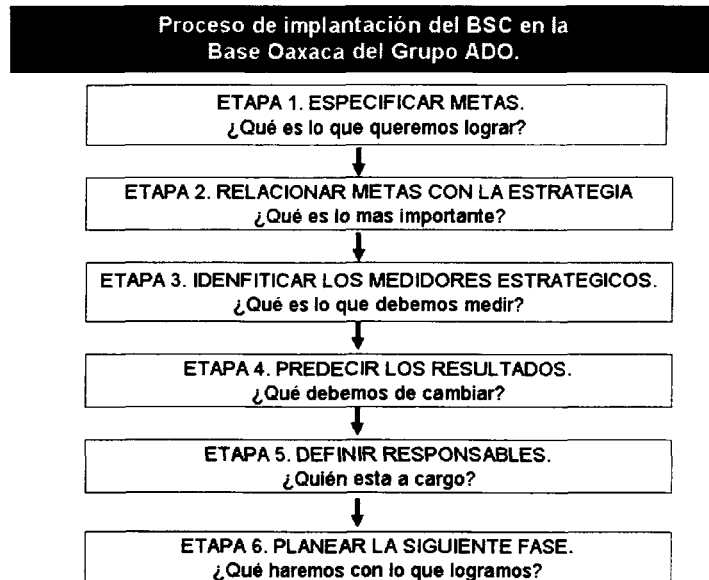 Proceso de implantación del BSC en la
Base Oaxaca del Grupo ADO.
ETAPA 1. ESPECIFICAR METAS.
¿Qué es lo que queremos lograr?
ETAPA 2. RELACIONAR METAS CON LA ESTRATEGIA
¿Qué es lo mas importante?
ETAPA 3. IDENFITICAR LOS MEDIDORES ESTRATEGICOS.
¿Qué es lo que debemos medir?
ETAPA 4. PREDECIR LOS RESULTADOS.
¿Qué debemos de cambiar?
ETAPA 5. DEFINIR RESPONSABLES.
¿Quién esta a cargo?
ETAPA 6. PLANEAR LA SIGUIENTE FASE.
¿Qué haremos con lo que logramos?